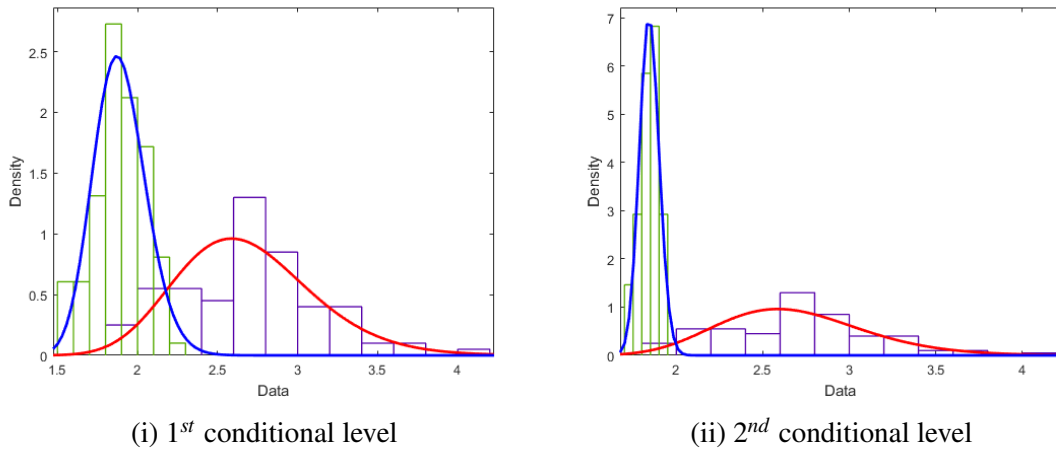 2.5
2
1.5
1
0.5
0
Density
1.5 2 2.5 3 3.5 4
Data
(i) 1st conditional level
7
6
5
4
3
2
1
0
Density
2 2.5 3 3.5 4
Data
(ii) 2nd conditional level